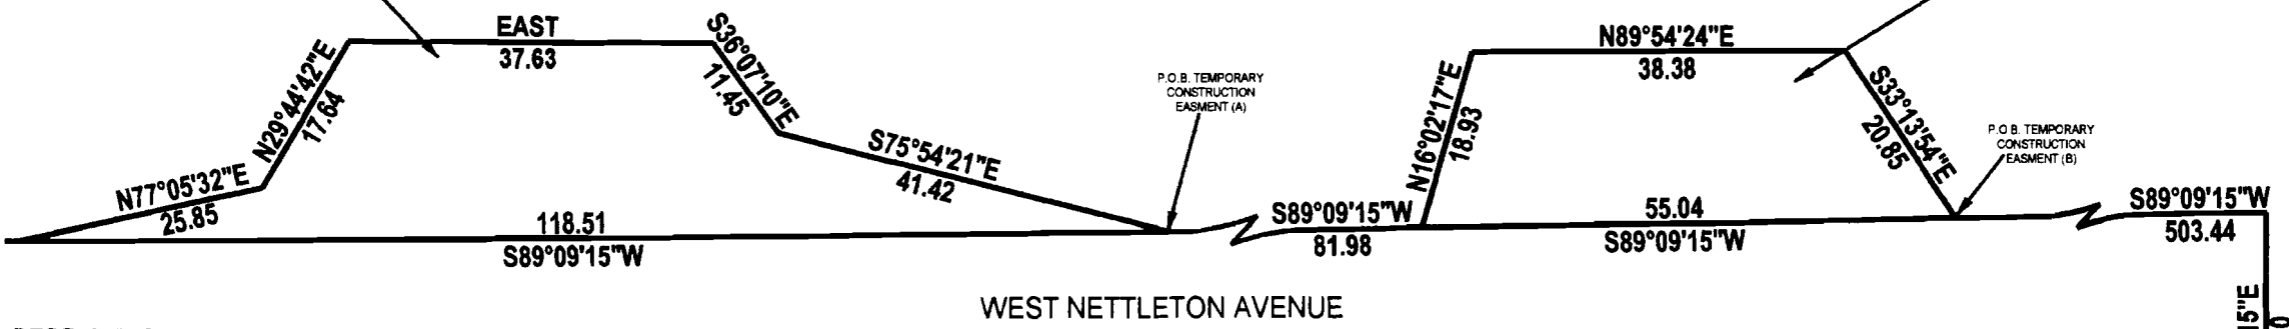 EAST
37.63
S36°07'10"E
11.45
N29°44'42"E
17.64
N77°05'32"E
25.85
S75°54'21"E
41.42
118.51
S89°09'15"W
P.O.B. TEMPORARY
CONSTRUCTION
EASMENT (A)
S89°09'15"W
81.98
N16°02'17"E
18.93
N89°54'24"E
38.38
S33°13'54"E
20.85
P.O.B. TEMPORARY
CONSTRUCTION
EASMENT (B)
55.04
S89°09'15"W
S89°09'15"W
503.44
WEST NETTLETON AVENUE